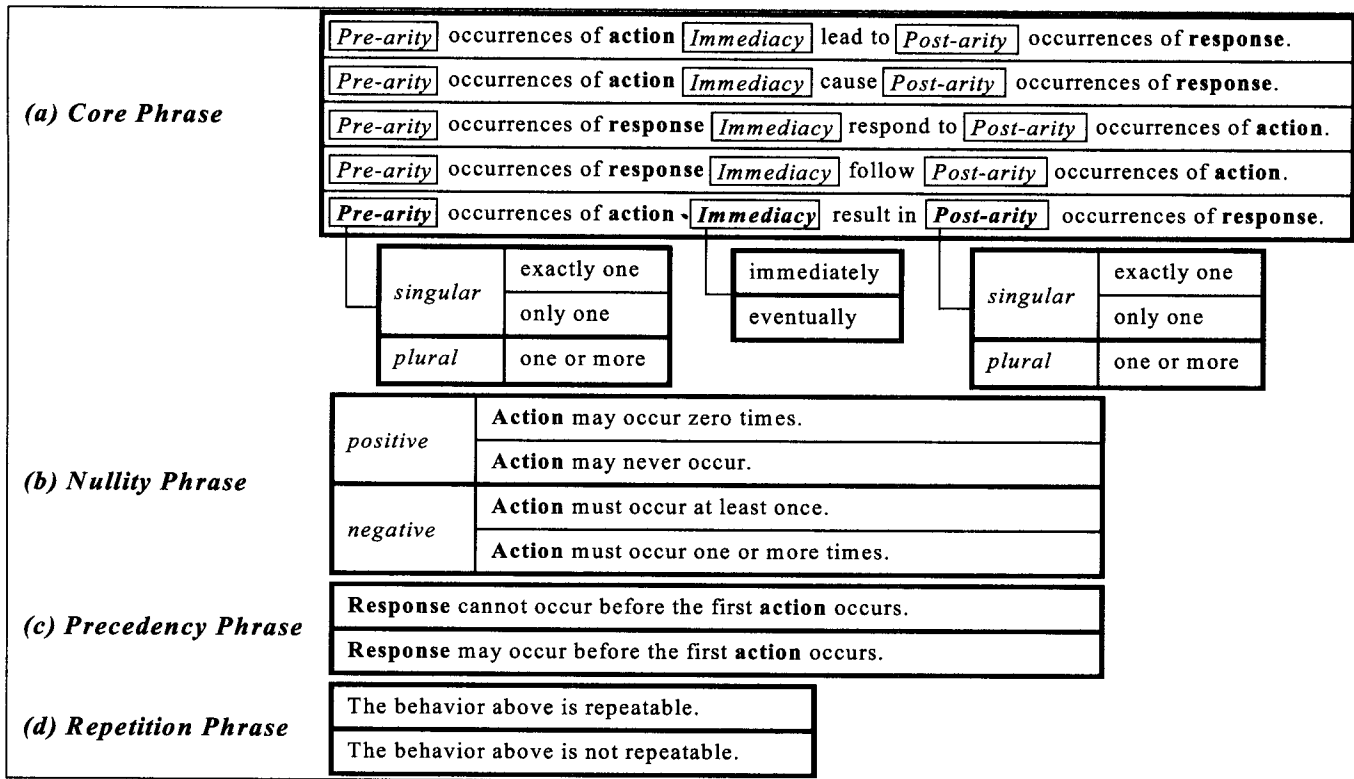 (a) Core Phrase
Pre-arity occurrences of action Immediacy lead to Post-arity occurrences of response.
Pre-arity occurrences of action Immediacy cause Post-arity occurrences of response.
Pre-arity occurrences of response Immediacy respond to Post-arity occurrences of action.
Pre-arity occurrences of response Immediacy follow Post-arity occurrences of action.
Pre-arity occurrences of action Immediacy result in Post-arity occurrences of response.
singular
exactly one
only one
plural one or more
immediately
eventually
singular
exactly one
only one
plural one or more
(b) Nullity Phrase
positive
Action may occur zero times.
Action may never occur.
negative
Action must occur at least once.
Action must occur one or more times.
(c) Precedency Phrase
Response cannot occur before the first action occurs.
Response may occur before the first action occurs.
(d) Repetition Phrase
The behavior above is repeatable.
The behavior above is not repeatable.